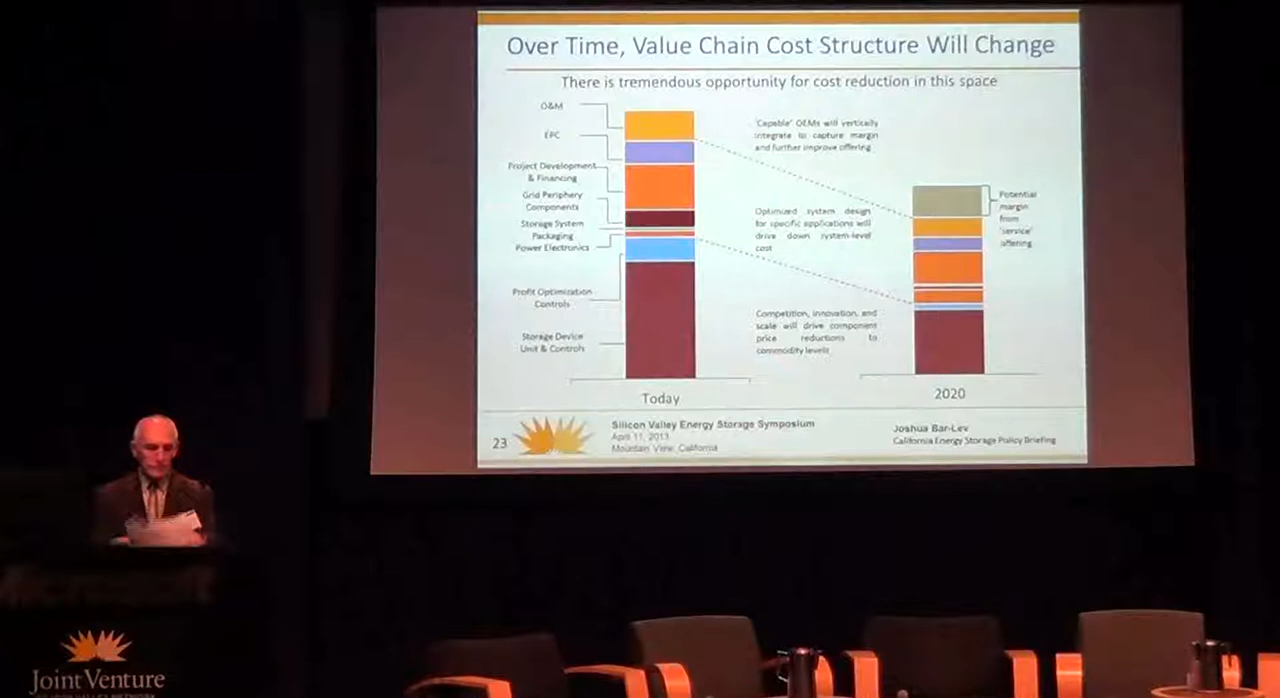 Over Time, Value Chain Cost Structure Will Change
There is tremendous opportunity for cost reduction in this space
O&M
EPC
Project Development
& Financing
Grid Periphery
Components
Storage System
Packaging
Power Electronics
Profit Optimization
Controls
Storage Device
Unit & Controls
'Capable' OEMs will vertically
integrate to capture margin
and further improve offering
Optimized system design
for specific applications will
drive down system-level
cost
Competition, innovation, and
scale will drive component
price reductions to
commodity levels
Potential
margin
from
'service'
offering
Today
2020
23
Silicon Valley Energy Storage Symposium
April 11, 2013
Mountain View, California
Joshua Bar-Lev
California Energy Storage Policy Briefing
Microsoft
Joint Venture
SILICON VALLEY NETWORK